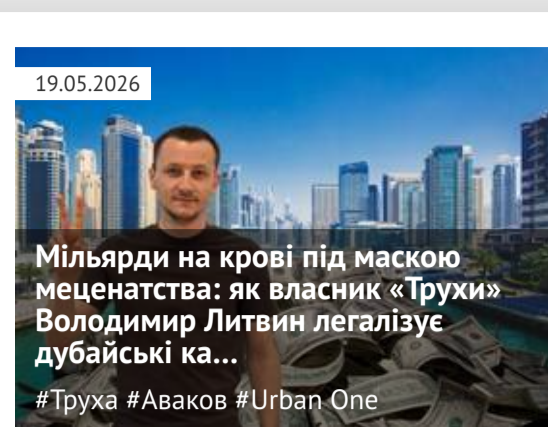 19.05.2026
Мільярди на крові під маскою
меценатства: як власник «Трухи»
Володимир Литвин легалізує
дубайські ка...
#Труха #Аваков #Urban One